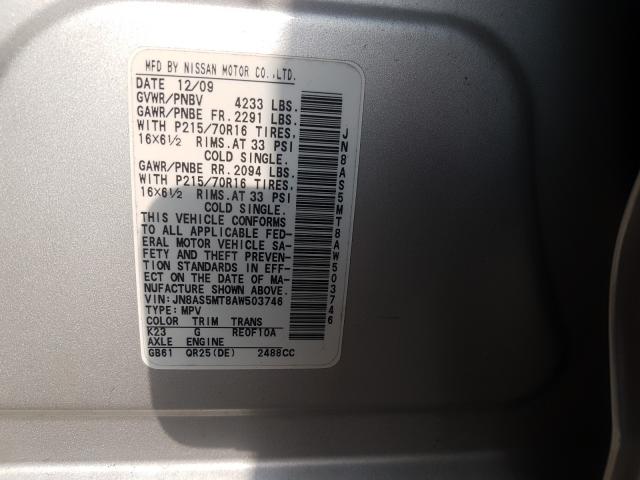 MFD BY NISSAN MOTOR CO.,LTD.
DATE 12/09
GVWR/PNBV 4233 LBS.
GAWR/PNBE FR. 2291 LBS.
WITH P215/70R16 TIRES,
16X6½ RIMS.AT 33 PSI
COLD SINGLE.
GAWR/PNBE RR. 2094 LBS.
WITH P215/70R16 TIRES,
16X6½ RIMS.AT 33 PSI
COLD SINGLE.
THIS VEHICLE CONFORMS
TO ALL APPLICABLE FED-
ERAL MOTOR VEHICLE SA-
FETY AND THEFT PREVENTION
STANDARDS IN EFF-
ECT ON THE DATE OF MA-
NUFACTURE SHOWN ABOVE.
VIN: JN8AS5MT8AW503746
TYPE: MPV
COLOR TRIM TRANS
K23 G RE0F10A
AXLE ENGINE
GB61 QR25(DE) 2488CC
JN8AS5MT8AW503746